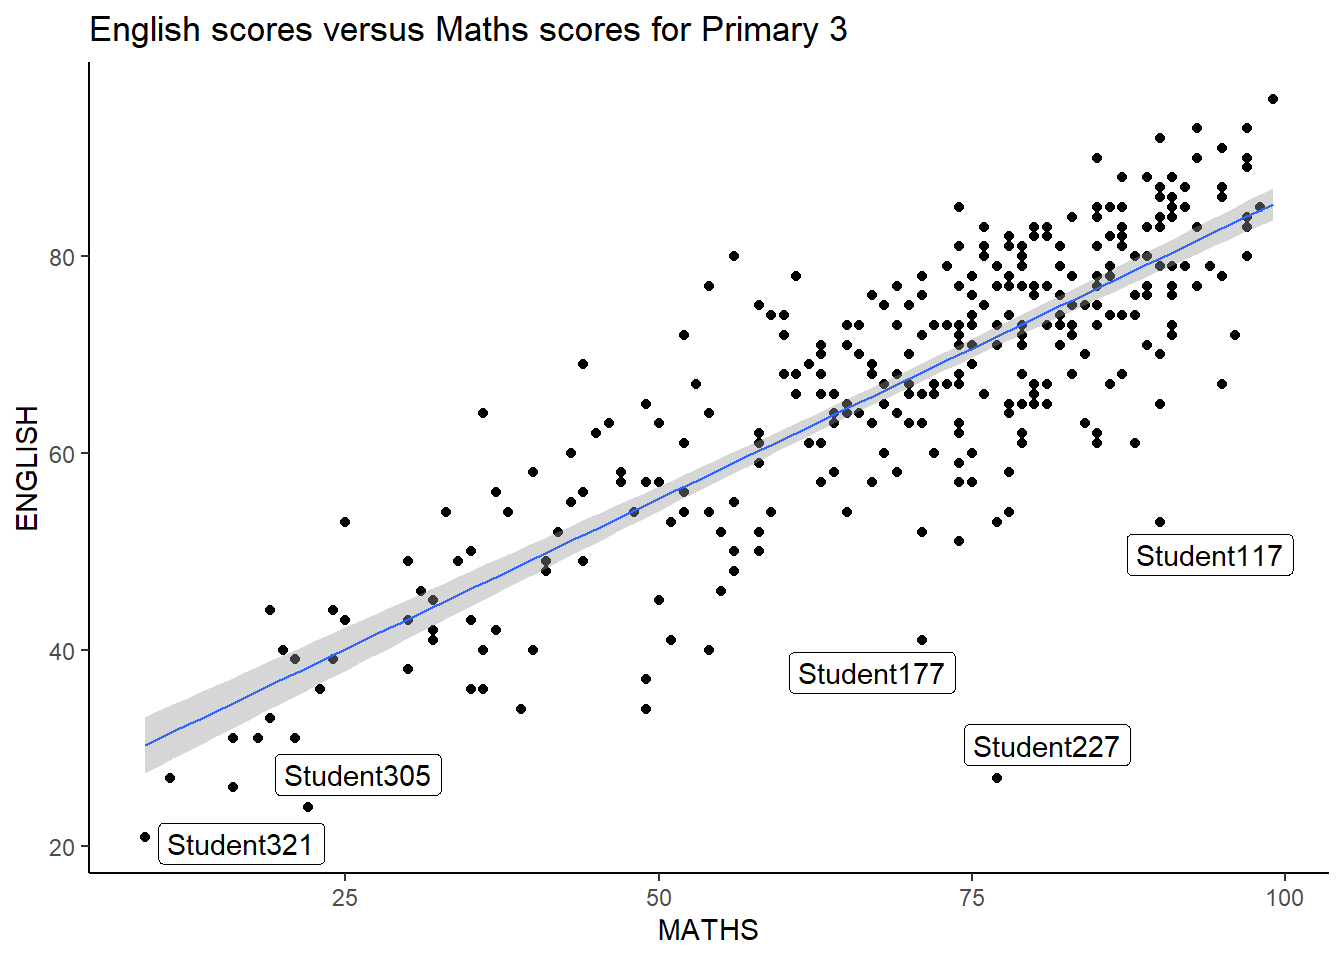 English scores versus Maths scores for Primary 3
ENGLISH
80
60
40
20
Student117
Student177
Student227
Student305
Student321
25
50
75
100
MATHS